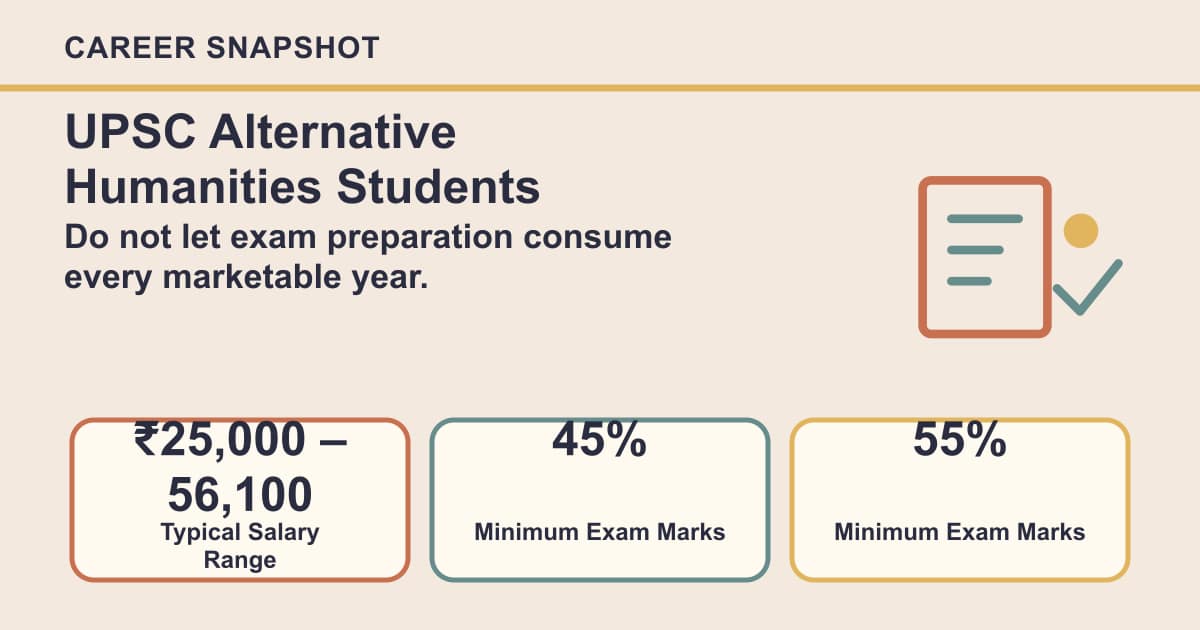 CAREER SNAPSHOT
UPSC Alternative
Humanities Students
Do not let exam preparation consume
every marketable year.
₹25,000 –
56,100
Typical Salary
Range
45%
Minimum Exam Marks
55%
Minimum Exam Marks